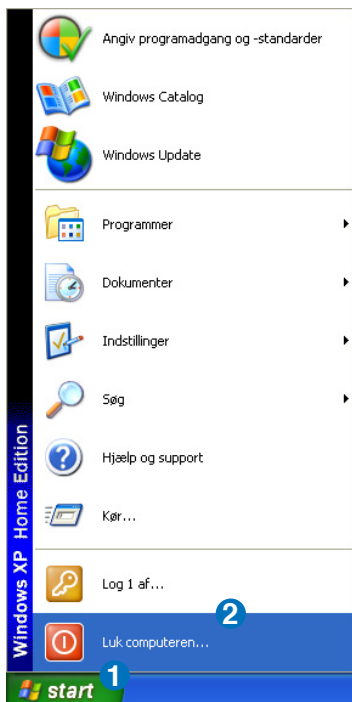 Angiv programadgang og -standarder
Windows Catalog
Windows Update
Programmer
Dokumenter
Indstillinger
Søg
Hjælp og support
Kør...
Log 1 af...
2
Luk computeren...
1
start
Windows XP Home Edition